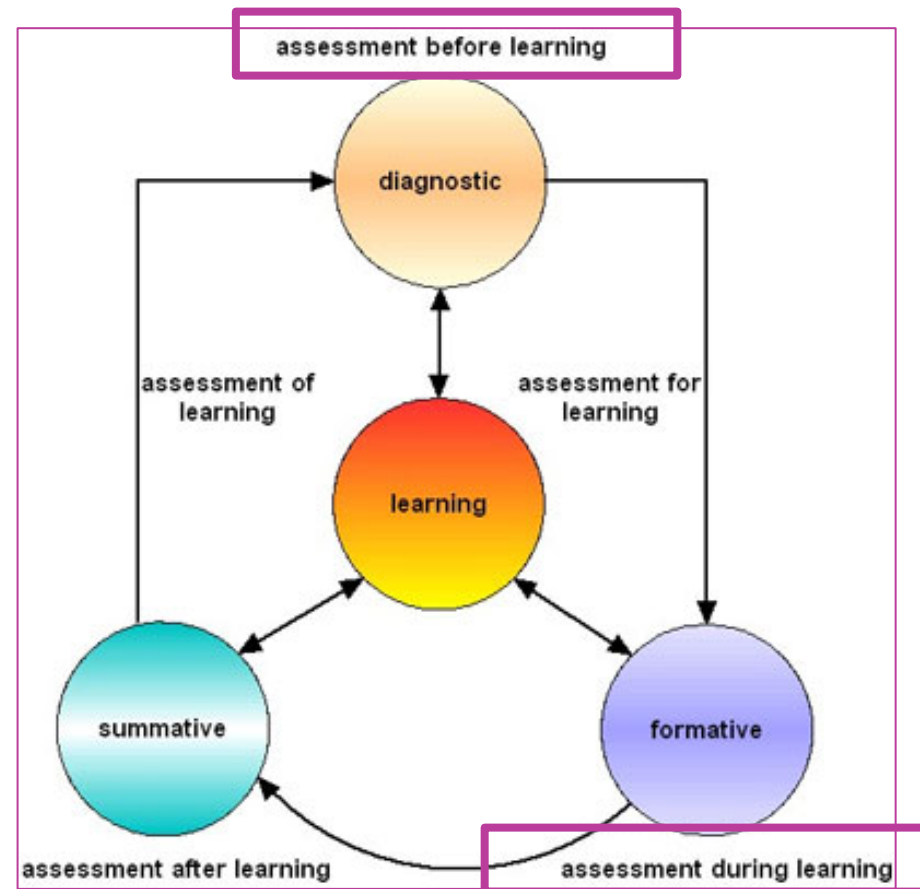 assessment before learning
diagnostic
assessment of
learning
assessment for
learning
learning
summative
formative
assessment after learning
assessment during learning